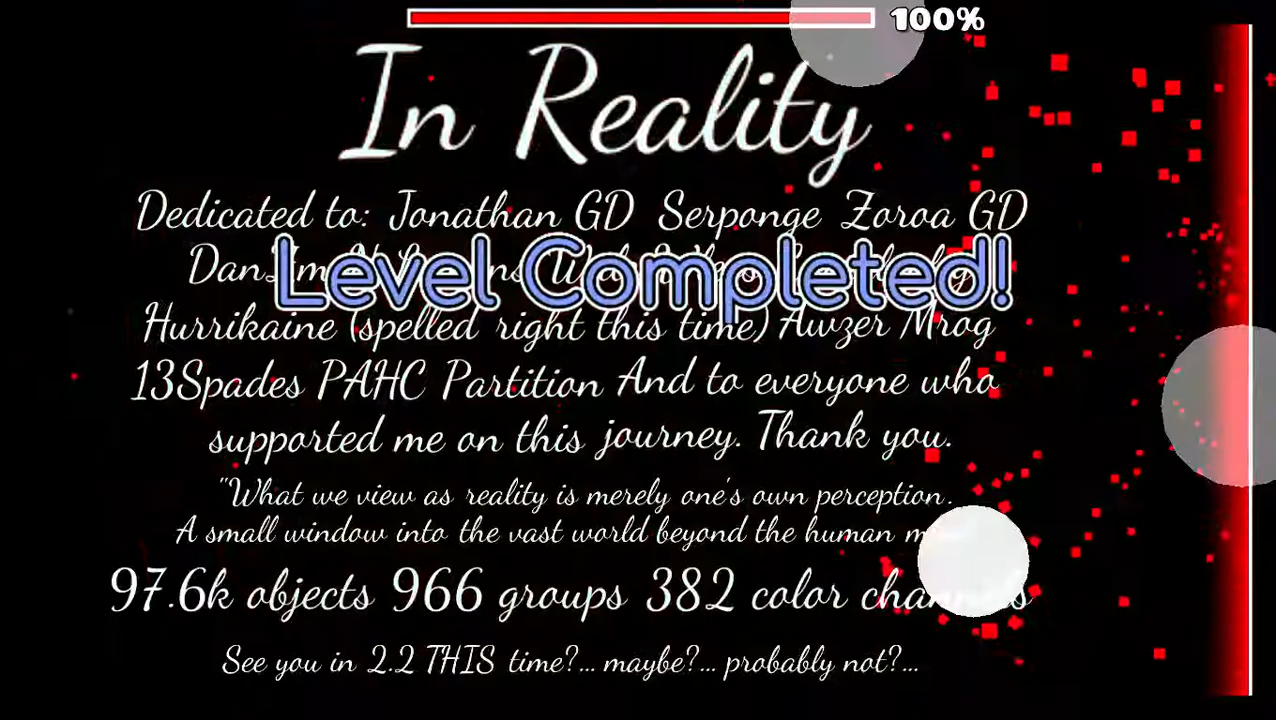 100%
In Reality
Dedicated to: Jonathan GD Serponge Zoroa GD
Level Completed!
Hurrikaine (spelled right this time) Awzer Mrog
13Spades PAHC Partition And to everyone who
supported me on this journey. Thank you.
"What we view as reality is merely one's own perception.
A small window into the vast world beyond the human
97.6k objects 966 groups 382 color channels
See you in 2.2 THIS time?... maybe?... probably not?...